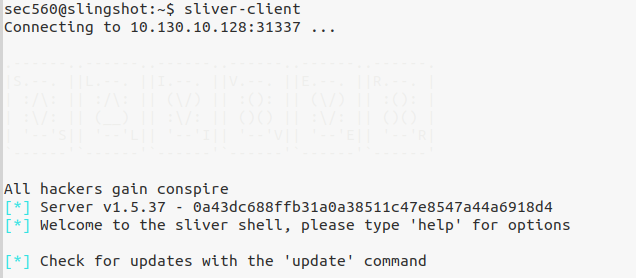 sec560@slingshot:~$ sliver-client
Connecting to 10.130.10.128:31337 ...
.------..------..------..------..------..------.
|S.--. ||L.--. ||I.--. ||V.--. ||E.--. ||R.--. |
| :/\: || :/\: || (\/) || :(): || (\/) || :(): |
| :\/: || (__) || :\/: || ()() || :\/: || ()() |
| '--'S|| '--'L|| '--'I|| '--'V|| '--'E|| '--'R|
`------'`------'`------'`------'`------'`------'
All hackers gain conspire
[*] Server v1.5.37 - 0a43dc688ffb31a0a38511c47e8547a44a6918d4
[*] Welcome to the sliver shell, please type 'help' for options
[*] Check for updates with the 'update' command